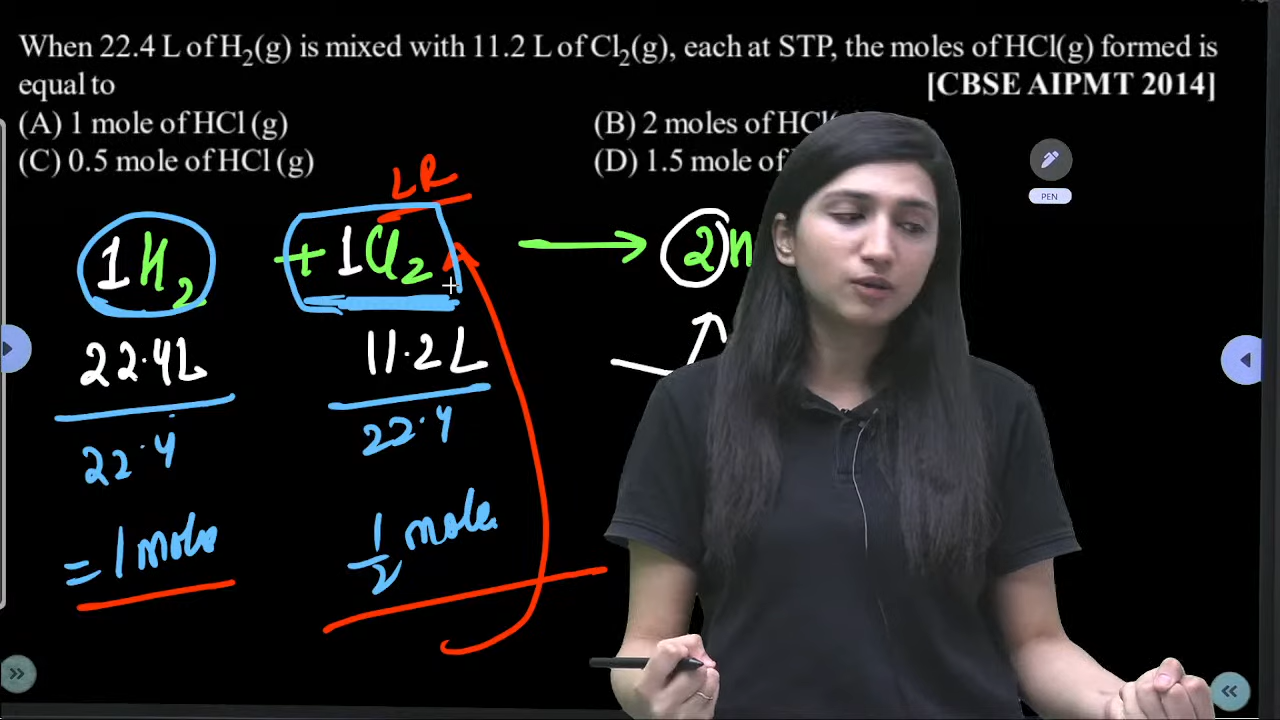 When 22.4 L of H₂(g) is mixed with 11.2 L of Cl₂(g), each at STP, the moles of HCl(g) formed is
equal to [CBSE AIPMT 2014]
(A) 1 mole of HCl (g) (B) 2 moles of HCl
(C) 0.5 mole of HCl (g) (D) 1.5 mole of
PEN
LR
1H₂ + 1Cl₂ → 2
22.4L 11.2 L
22.4 22.4
= 1 mole 1/2 mole